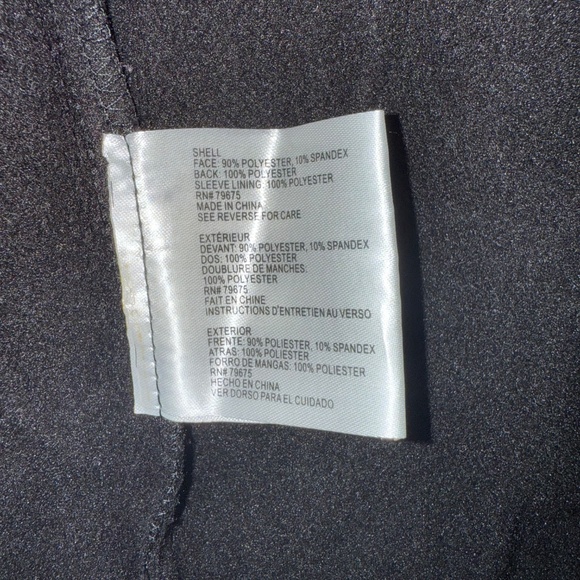 SHELL
FACE: 90% POLYESTER, 10% SPANDEX
BACK: 100% POLYESTER
SLEEVE LINING: 100% POLYESTER
RN# 79675
MADE IN CHINA
SEE REVERSE FOR CARE
EXTÉRIEUR
DEVANT: 90% POLYESTER, 10% SPANDEX
DOS: 100% POLYESTER
DOUBLURE DE MANCHES:
100% POLYESTER
RN# 79675
FAIT EN CHINE
INSTRUCTIONS D'ENTRETIEN AU VERSO
EXTERIOR
FRENTE: 90% POLIESTER, 10% SPANDEX
ATRAS: 100% POLIESTER
FORRO DE MANGAS: 100% POLIESTER
RN# 79675
HECHO EN CHINA
VER DORSO PARA EL CUIDADO